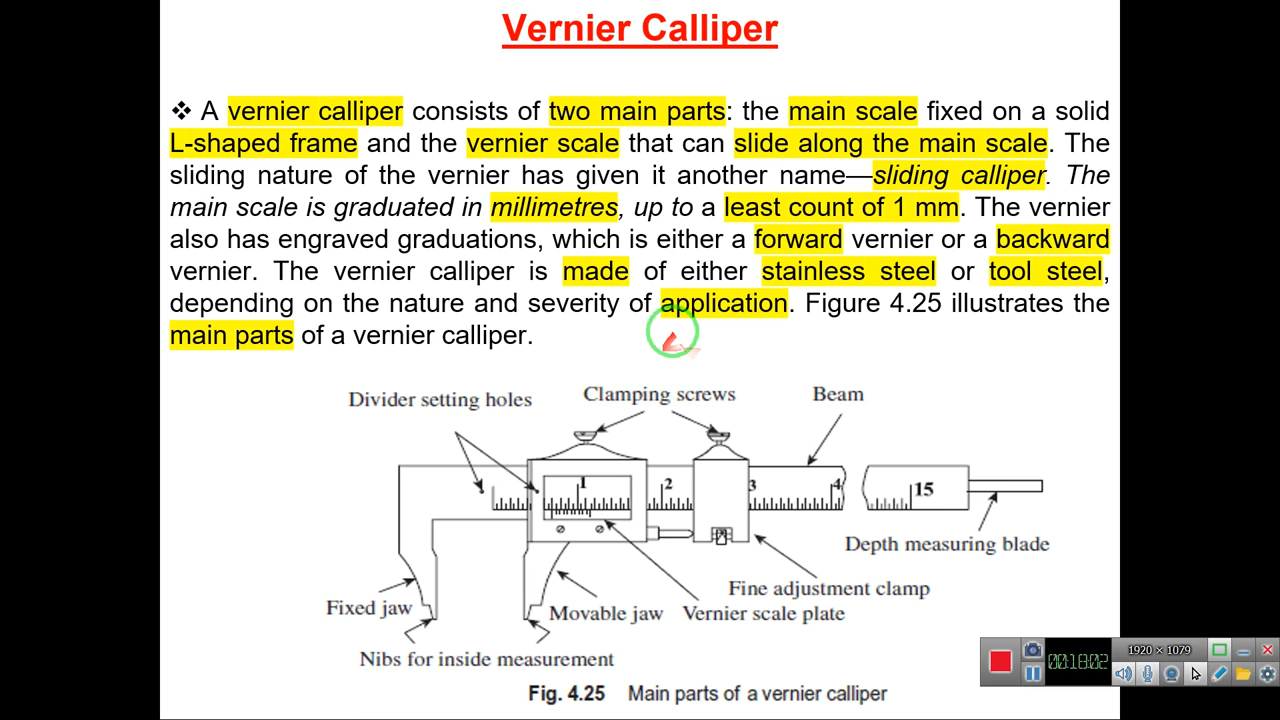 Vernier Calliper
❖ A vernier calliper consists of two main parts: the main scale fixed on a solid
L-shaped frame and the vernier scale that can slide along the main scale. The
sliding nature of the vernier has given it another name—sliding calliper. The
main scale is graduated in millimetres, up to a least count of 1 mm. The vernier
also has engraved graduations, which is either a forward vernier or a backward
vernier. The vernier calliper is made of either stainless steel or tool steel,
depending on the nature and severity of application. Figure 4.25 illustrates the
main parts of a vernier calliper.
Divider setting holes
Clamping screws
Beam
1
2
3
4
15
Depth measuring blade
Fine adjustment clamp
Fixed jaw
Movable jaw
Vernier scale plate
Nibs for inside measurement
Fig. 4.25 Main parts of a vernier calliper
1920 × 1079
00:18:02